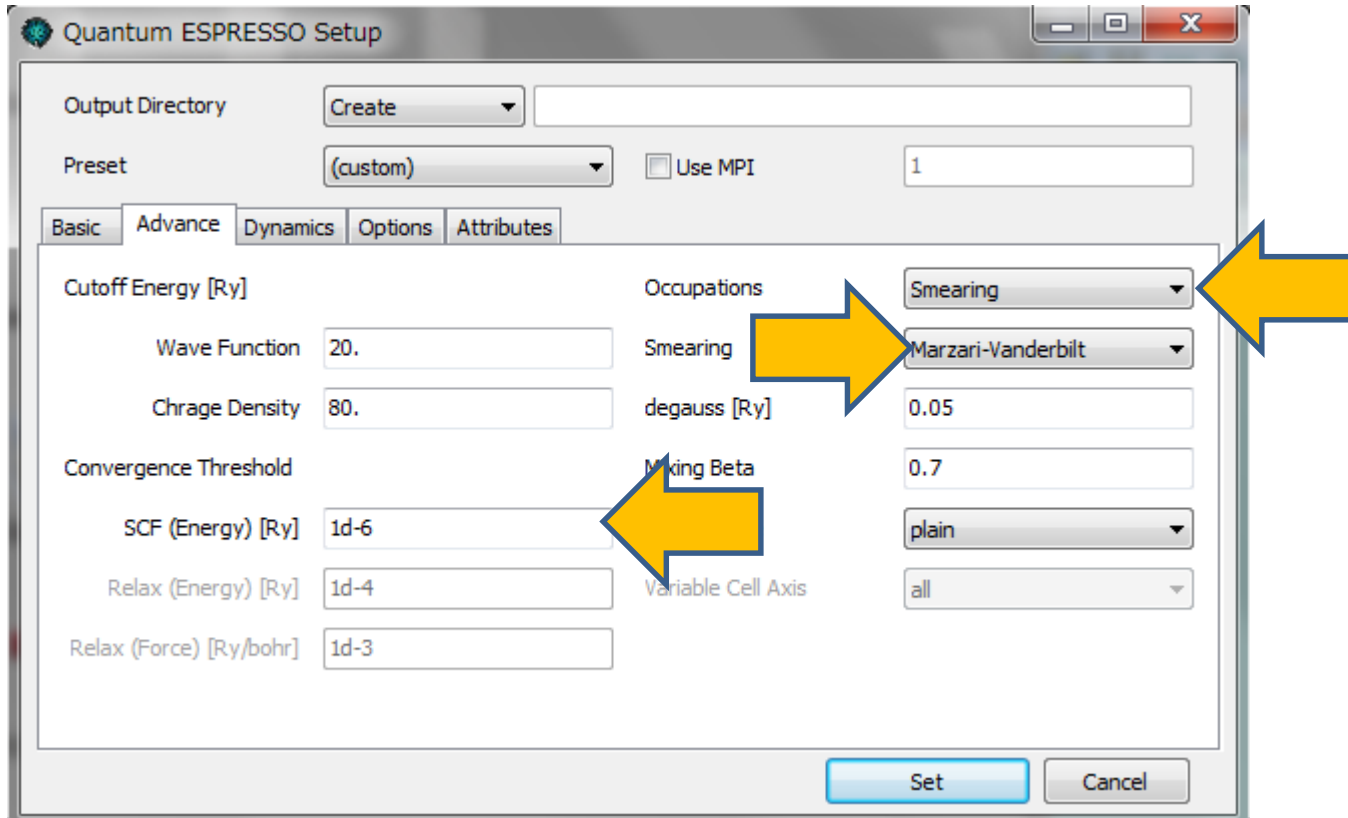 Quantum ESPRESSO Setup
Output Directory Create
Preset (custom) Use MPI 1
Basic Advance Dynamics Options Attributes
Cutoff Energy [Ry] Occupations Smearing
Wave Function 20. Smearing Marzari-Vanderbilt
Chrage Density 80. degauss [Ry] 0.05
Convergence Threshold Mixing Beta 0.7
SCF (Energy) [Ry] 1d-6 plain
Relax (Energy) [Ry] 1d-4 Variable Cell Axis all
Relax (Force) [Ry/bohr] 1d-3
Set Cancel